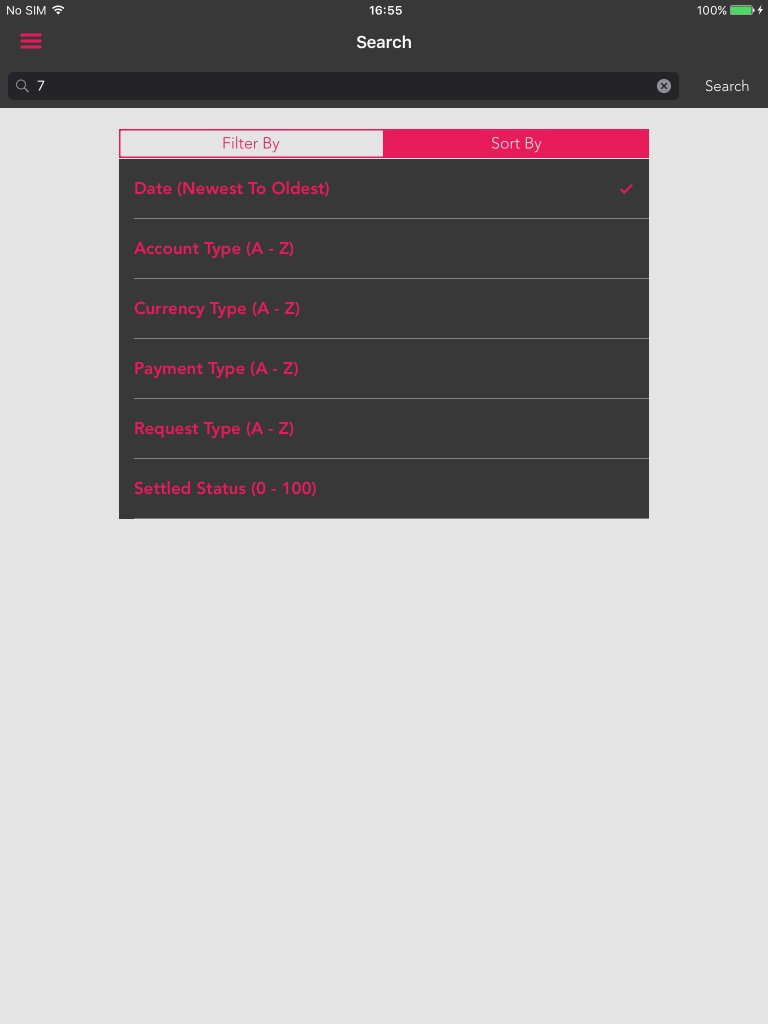 No SIM 16:55 100%
Search
7 Search
Filter By Sort By
Date (Newest To Oldest)
Account Type (A - Z)
Currency Type (A - Z)
Payment Type (A - Z)
Request Type (A - Z)
Settled Status (0 - 100)